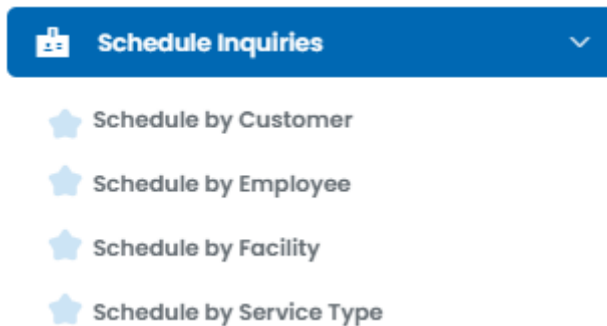 Schedule Inquiries
Schedule by Customer
Schedule by Employee
Schedule by Facility
Schedule by Service Type